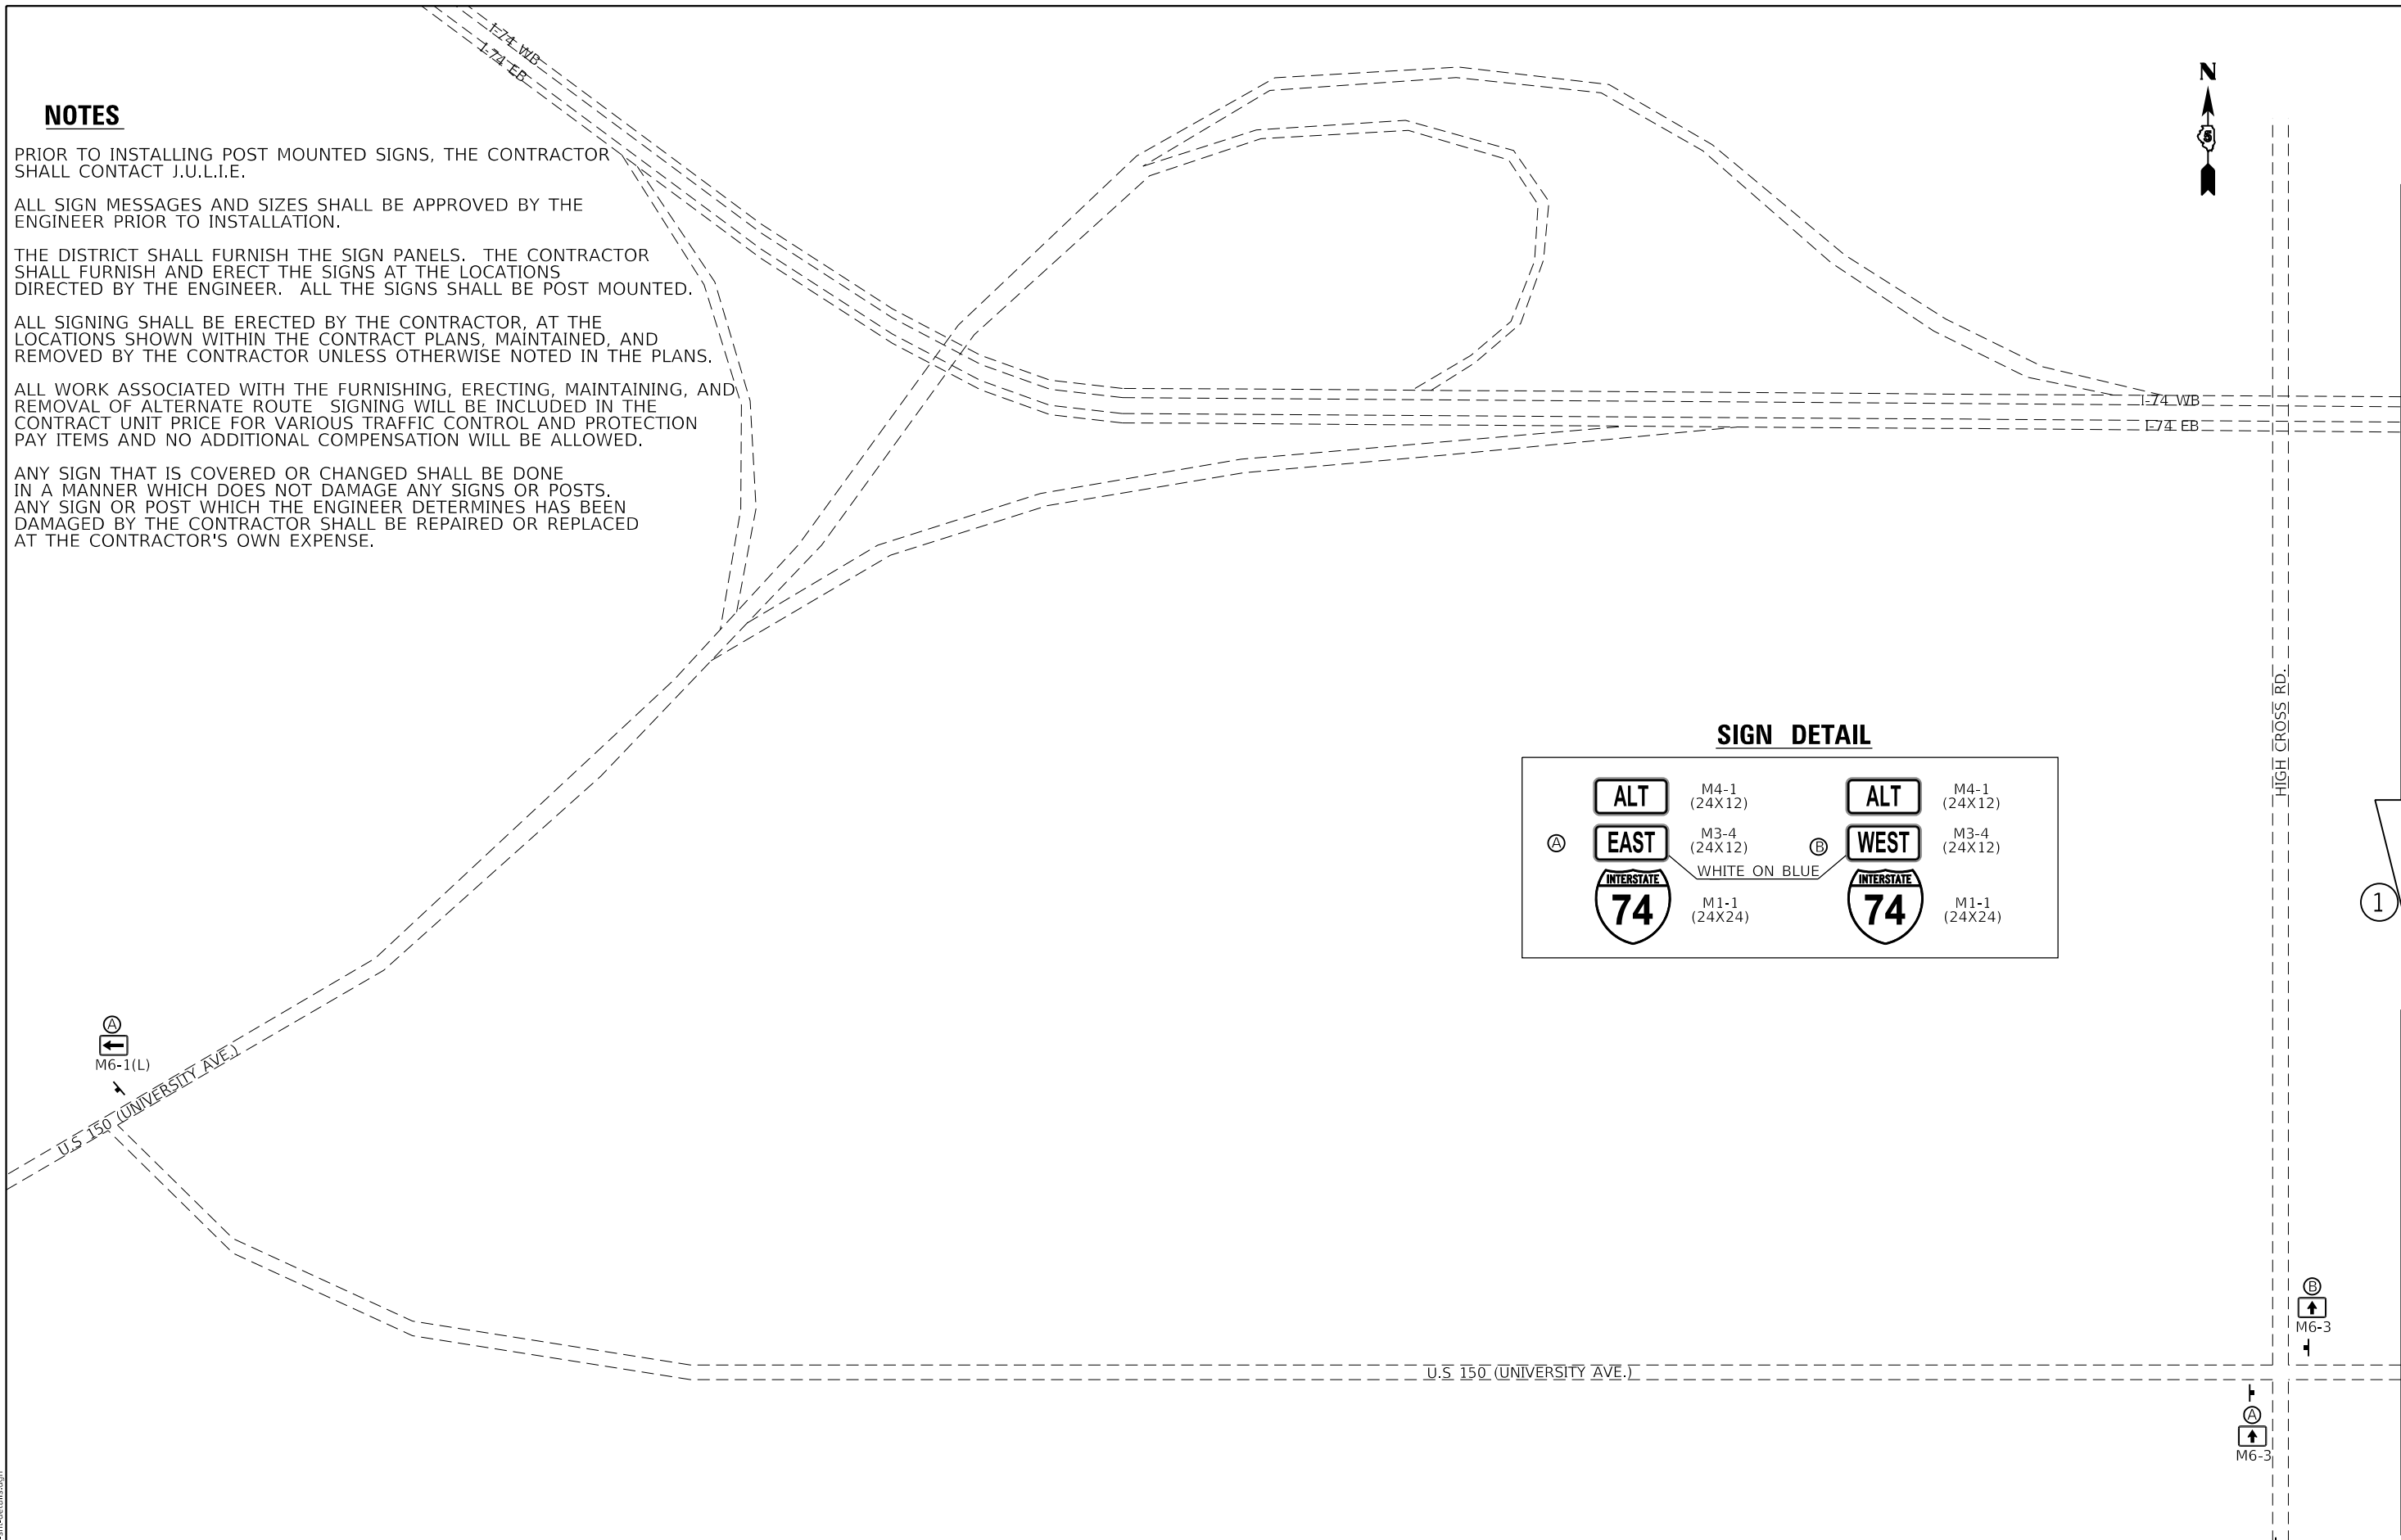 I-74 WB
I-74 EB
NOTES
PRIOR TO INSTALLING POST MOUNTED SIGNS, THE CONTRACTOR
SHALL CONTACT J.U.L.I.E.
ALL SIGN MESSAGES AND SIZES SHALL BE APPROVED BY THE
ENGINEER PRIOR TO INSTALLATION.
THE DISTRICT SHALL FURNISH THE SIGN PANELS. THE CONTRACTOR
SHALL FURNISH AND ERECT THE SIGNS AT THE LOCATIONS
DIRECTED BY THE ENGINEER. ALL THE SIGNS SHALL BE POST MOUNTED.
ALL SIGNING SHALL BE ERECTED BY THE CONTRACTOR, AT THE
LOCATIONS SHOWN WITHIN THE CONTRACT PLANS, MAINTAINED, AND
REMOVED BY THE CONTRACTOR UNLESS OTHERWISE NOTED IN THE PLANS.
ALL WORK ASSOCIATED WITH THE FURNISHING, ERECTING, MAINTAINING, AND
REMOVAL OF ALTERNATE ROUTE SIGNING WILL BE INCLUDED IN THE
CONTRACT UNIT PRICE FOR VARIOUS TRAFFIC CONTROL AND PROTECTION
PAY ITEMS AND NO ADDITIONAL COMPENSATION WILL BE ALLOWED.
ANY SIGN THAT IS COVERED OR CHANGED SHALL BE DONE
IN A MANNER WHICH DOES NOT DAMAGE ANY SIGNS OR POSTS.
ANY SIGN OR POST WHICH THE ENGINEER DETERMINES HAS BEEN
DAMAGED BY THE CONTRACTOR SHALL BE REPAIRED OR REPLACED
AT THE CONTRACTOR'S OWN EXPENSE.
N
5
I-74 WB
I-74 EB
HIGH CROSS RD.
SIGN DETAIL
ALT M4-1 (24X12)
A EAST M3-4 (24X12)
INTERSTATE 74 M1-1 (24X24)
WHITE ON BLUE
ALT M4-1 (24X12)
B WEST M3-4 (24X12)
INTERSTATE 74 M1-1 (24X24)
1
A
M6-1(L)
U.S 150 (UNIVERSITY AVE.)
U.S 150 (UNIVERSITY AVE.)
B
M6-3
A
M6-3